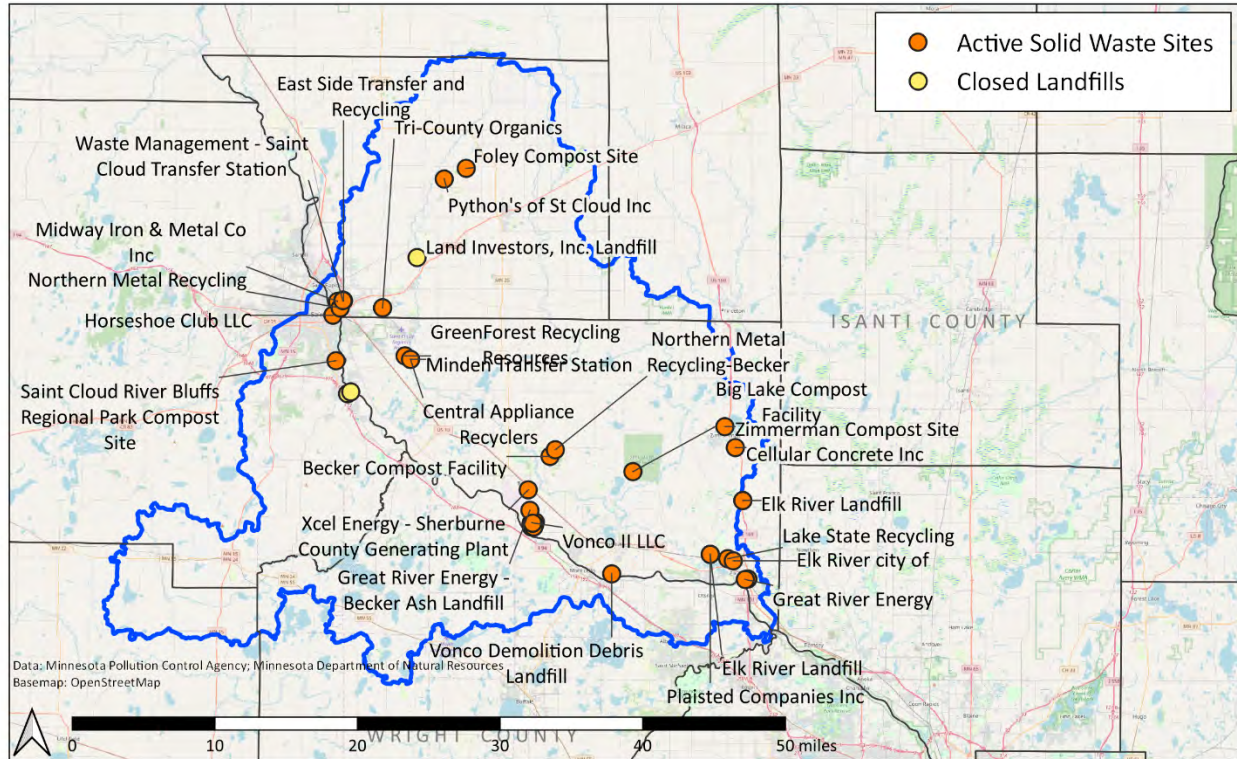 Active Solid Waste Sites
Closed Landfills
East Side Transfer and
Recycling
Tri-County Organics
Waste Management - Saint
Cloud Transfer Station
Foley Compost Site
Python's of St Cloud Inc
Midway Iron & Metal Co
Inc
Land Investors, Inc. Landfill
Northern Metal Recycling
Horseshoe Club LLC
ISANTI COUNTY
GreenForest Recycling
Resources
Northern Metal
Recycling-Becker
Minden Transfer Station
Saint Cloud River Bluffs
Regional Park Compost
Site
Big Lake Compost
Facility
Central Appliance
Recyclers
Zimmerman Compost Site
Cellular Concrete Inc
Becker Compost Facility
Elk River Landfill
Xcel Energy - Sherburne
County Generating Plant
Vonco II LLC
Lake State Recycling
Elk River city of
Great River Energy -
Becker Ash Landfill
Great River Energy
Vonco Demolition Debris
Landfill
Elk River Landfill
Plaisted Companies Inc
Data: Minnesota Pollution Control Agency; Minnesota Department of Natural Resources
Basemap: OpenStreetMap
0 10 20 30 40 50 miles
WRIGHT COUNTY